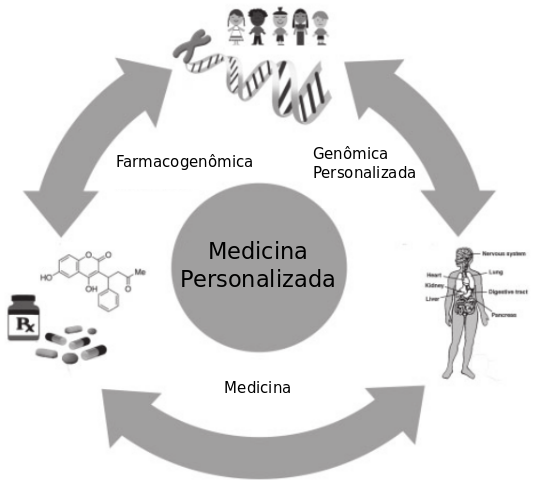 Farmacogenômica
Genômica
Personalizada
Medicina
Personalizada
O
O
HO
OH
Me
O
Rx
Nervous system
Heart
Lung
Kidney
Digestive tract
Liver
Pancreas
Medicina